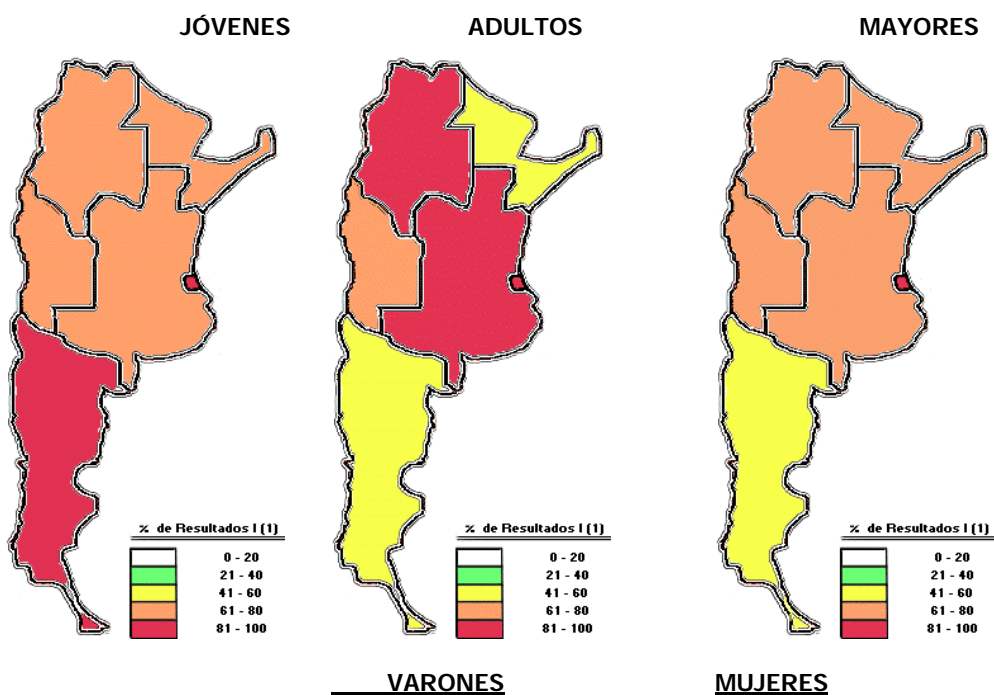 JÓVENES
ADULTOS
MAYORES
% de Resultados I (1)
0 - 20
21 - 40
41 - 60
61 - 80
81 - 100
% de Resultados I (1)
0 - 20
21 - 40
41 - 60
61 - 80
81 - 100
% de Resultados I (1)
0 - 20
21 - 40
41 - 60
61 - 80
81 - 100
VARONES
MUJERES